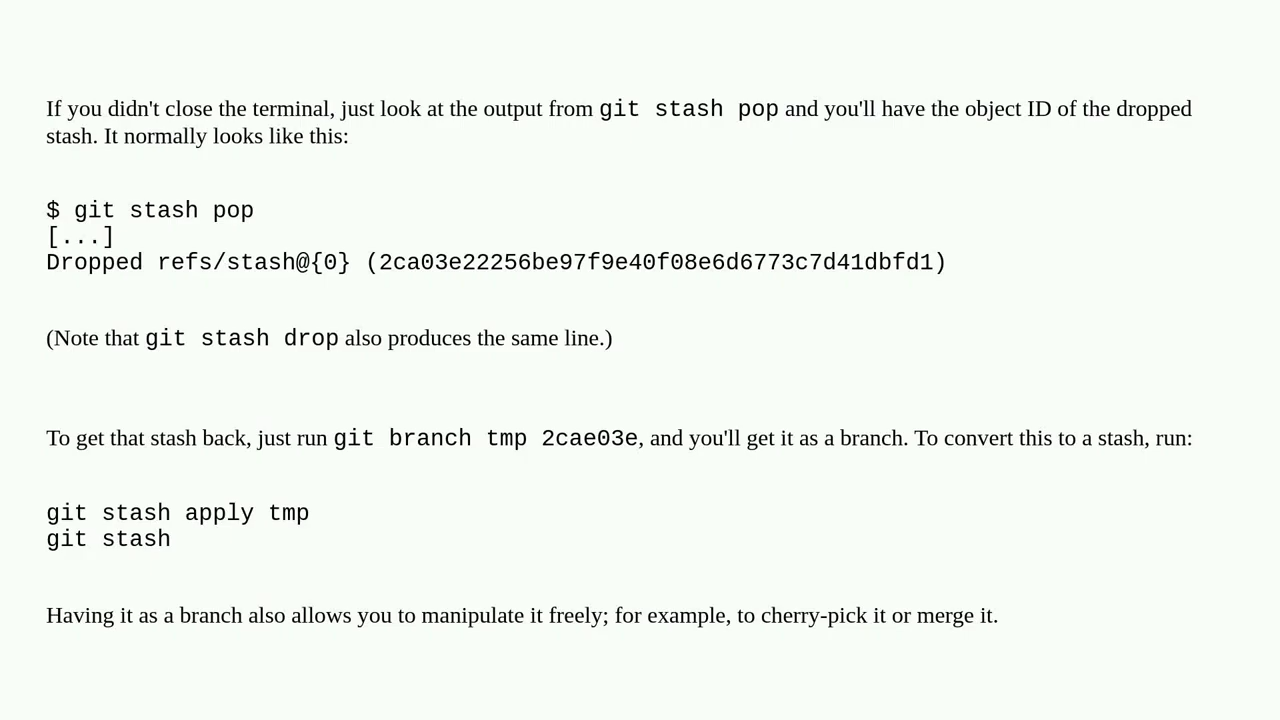 If you didn't close the terminal, just look at the output from git stash pop and you'll have the object ID of the dropped
stash. It normally looks like this:
$ git stash pop
[...]
Dropped refs/stash@{0} (2ca03e22256be97f9e40f08e6d6773c7d41dbfd1)
(Note that git stash drop also produces the same line.)
To get that stash back, just run git branch tmp 2cae03e, and you'll get it as a branch. To convert this to a stash, run:
git stash apply tmp
git stash
Having it as a branch also allows you to manipulate it freely; for example, to cherry-pick it or merge it.